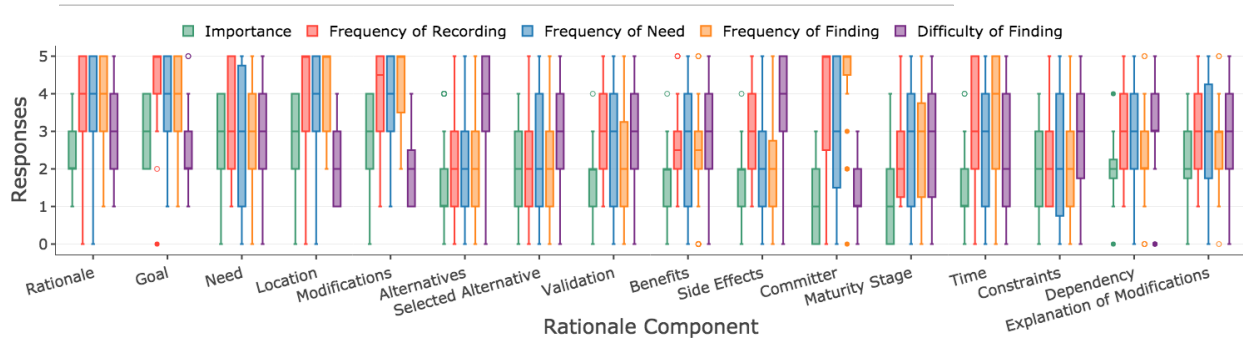 Importance Frequency of Recording Frequency of Need Frequency of Finding Difficulty of Finding
Responses
5
4
3
2
1
0
Rationale
Goal
Need
Location
Modifications
Alternatives
Selected Alternative
Validation
Benefits
Side Effects
Committer
Maturity Stage
Time
Constraints
Dependency
Explanation of Modifications
Rationale Component